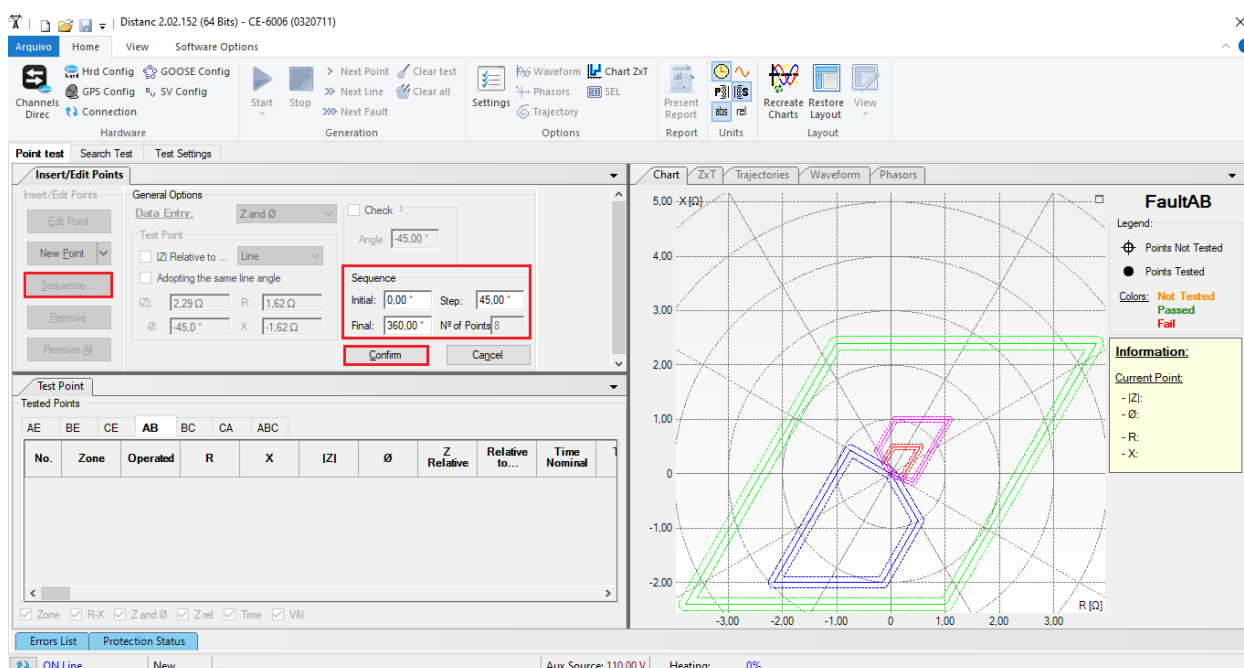 Distanc 2.02.152 (64 Bits) - CE-6006 (0320711)
Arquivo Home View Software Options
Hrd Config GOOSE Config
GPS Config SV Config
Connection
Channels Direc
Hardware
Start Stop
Next Point Clear test
Next Line Clear all
Next Fault
Generation
Settings
Waveform Chart ZxT
Phasors SEL
Trajectory
Options
Present Report
Report
abs rel
Units
Recreate Charts Restore Layout View
Layout
Point test Search Test Test Settings
Insert/Edit Points
Insert/Edit Points
Edit Point
New Point
Sequence ...
Remove
Remove All
General Options
Data Entry: Z and Ø
Test Point
|Z| Relative to ... Line
Adopting the same line angle
|Z|: 2,29 Ω R: 1,62 Ω
Ø: -45,0 ° X: -1,62 Ω
Check
Angle: -45,00 °
Sequence
Initial: 0,00 ° Step: 45,00 °
Final: 360,00 ° Nº of Points 8
Confirm Cancel
Test Point
Tested Points
AE BE CE AB BC CA ABC
No. Zone Operated R X |Z| Ø Z Relative Relative to... Time Nominal
Zone R-X Z and Ø Z rel Time V&I
Chart ZxT Trajectories Waveform Phasors
X [Ω]
5,00
4,00
3,00
2,00
1,00
0
-1,00
-2,00
-3,00 -2,00 -1,00 0 1,00 2,00 3,00
R [Ω]
FaultAB
Legend:
Points Not Tested
Points Tested
Colors: Not Tested
Passed
Fail
Information:
Current Point:
- |Z|:
- Ø:
- R:
- X:
Errors List Protection Status
ON Line New ... Aux Source: 110.00 V Heating: 0%